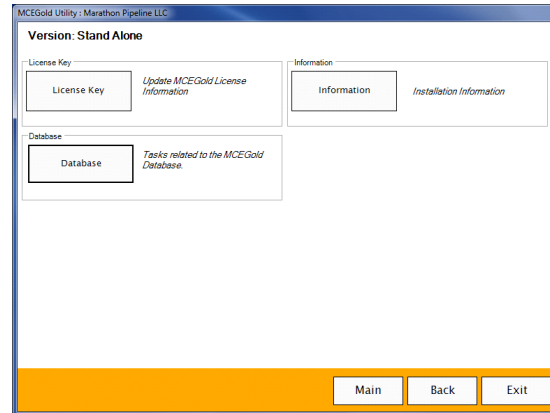 MCEGold Utility : Marathon Pipeline LLC
Version: Stand Alone
License Key
License Key
Update MCEGold License
Information
Information
Information
Installation Information
Database
Database
Tasks related to the MCEGold
Database.
Main
Back
Exit